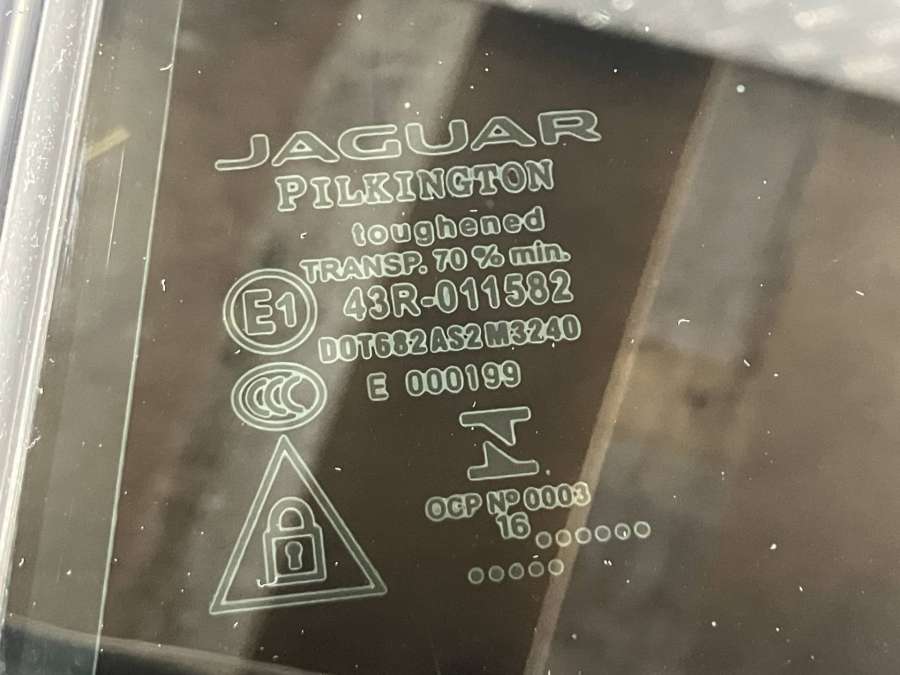 JAGUAR
PILKINGTON
toughened
TRANSP. 70 % min.
E1
43R-011582
DOT682 AS2 M3240
CCC
E 000199
OCP Nº 0003
16